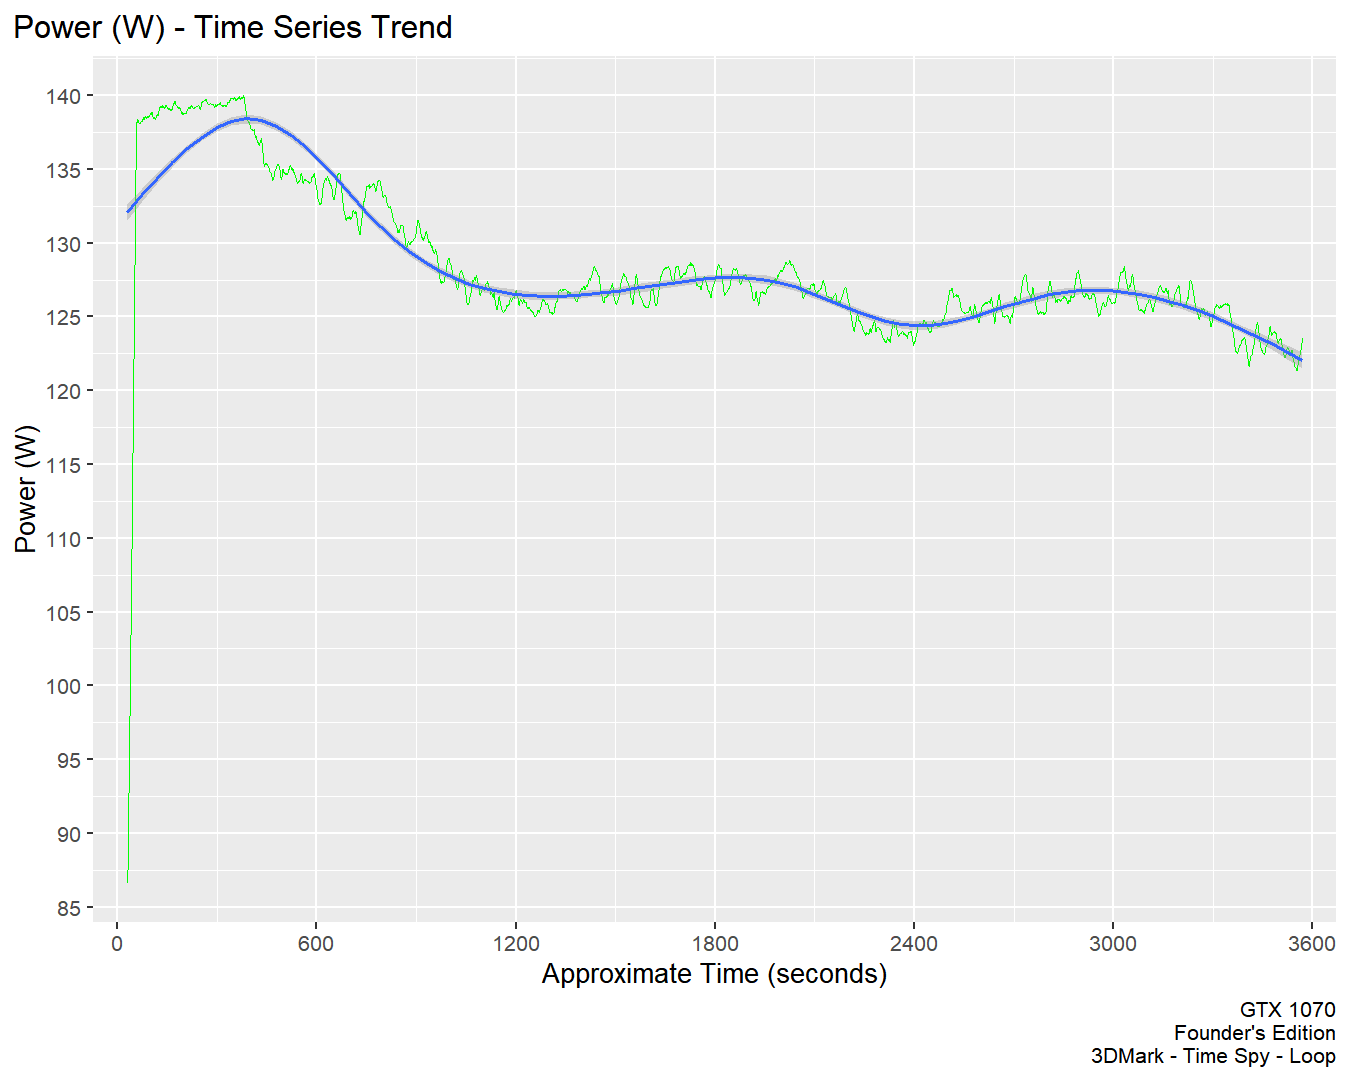 Power (W) - Time Series Trend
140
135
130
125
120
115
110
105
100
95
90
85
Power (W)
0 600 1200 1800 2400 3000 3600
Approximate Time (seconds)
GTX 1070
Founder's Edition
3DMark - Time Spy - Loop